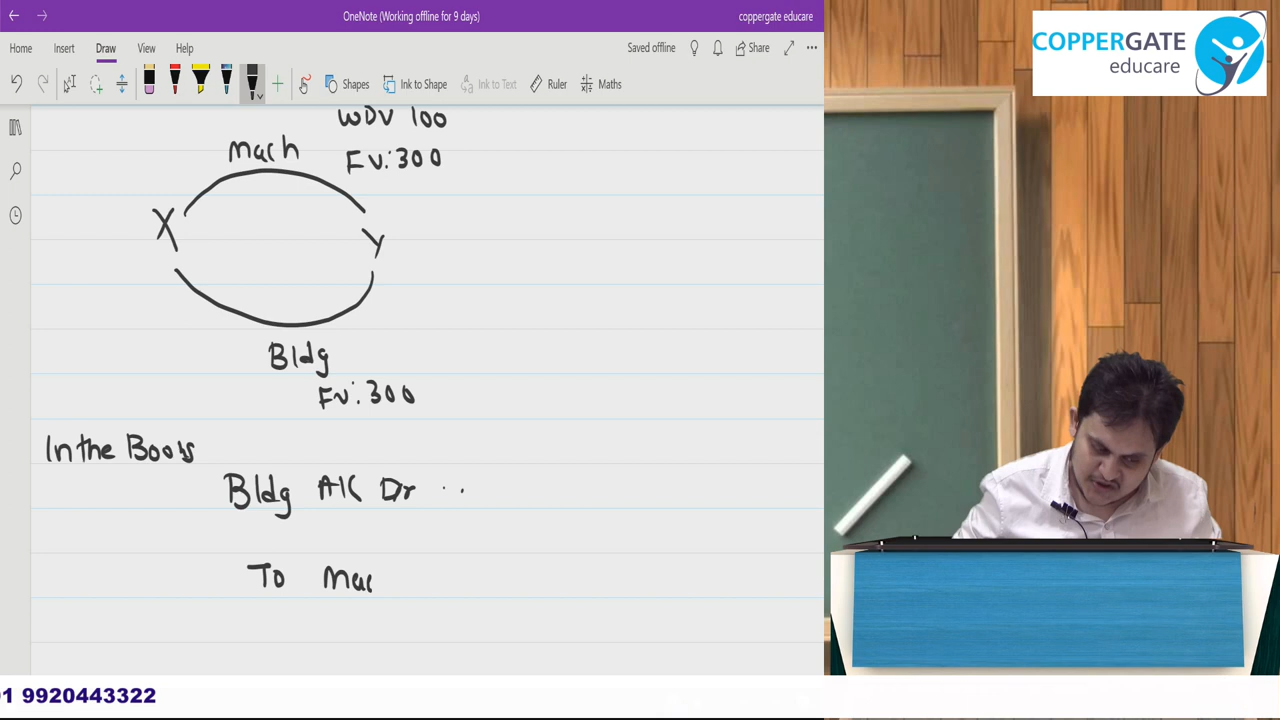 OneNote (Working offline for 9 days)
coppergate educare
Home Insert Draw View Help
Saved offline
Share
Shapes
Ink to Shape
Ink to Text
Ruler
Maths
COPPERGATE
educare
WDV 100
Mach
FV: 300
X
Y
Bldg
FV: 300
In the Books
Bldg A/C Dr ..
To Mac
1 9920443322